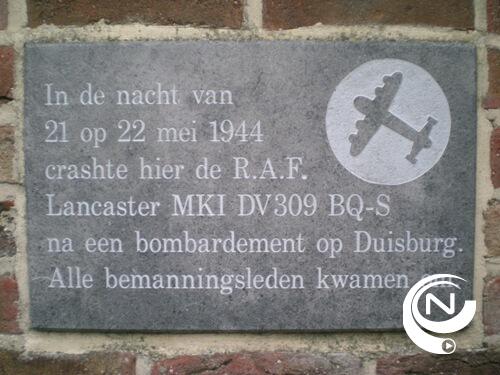 In de nacht van
21 op 22 mei 1944
crashte hier de R.A.F.
Lancaster MKI DV309 BQ-S
na een bombardement op Duisburg.
Alle bemanningsleden kwamen om.
N